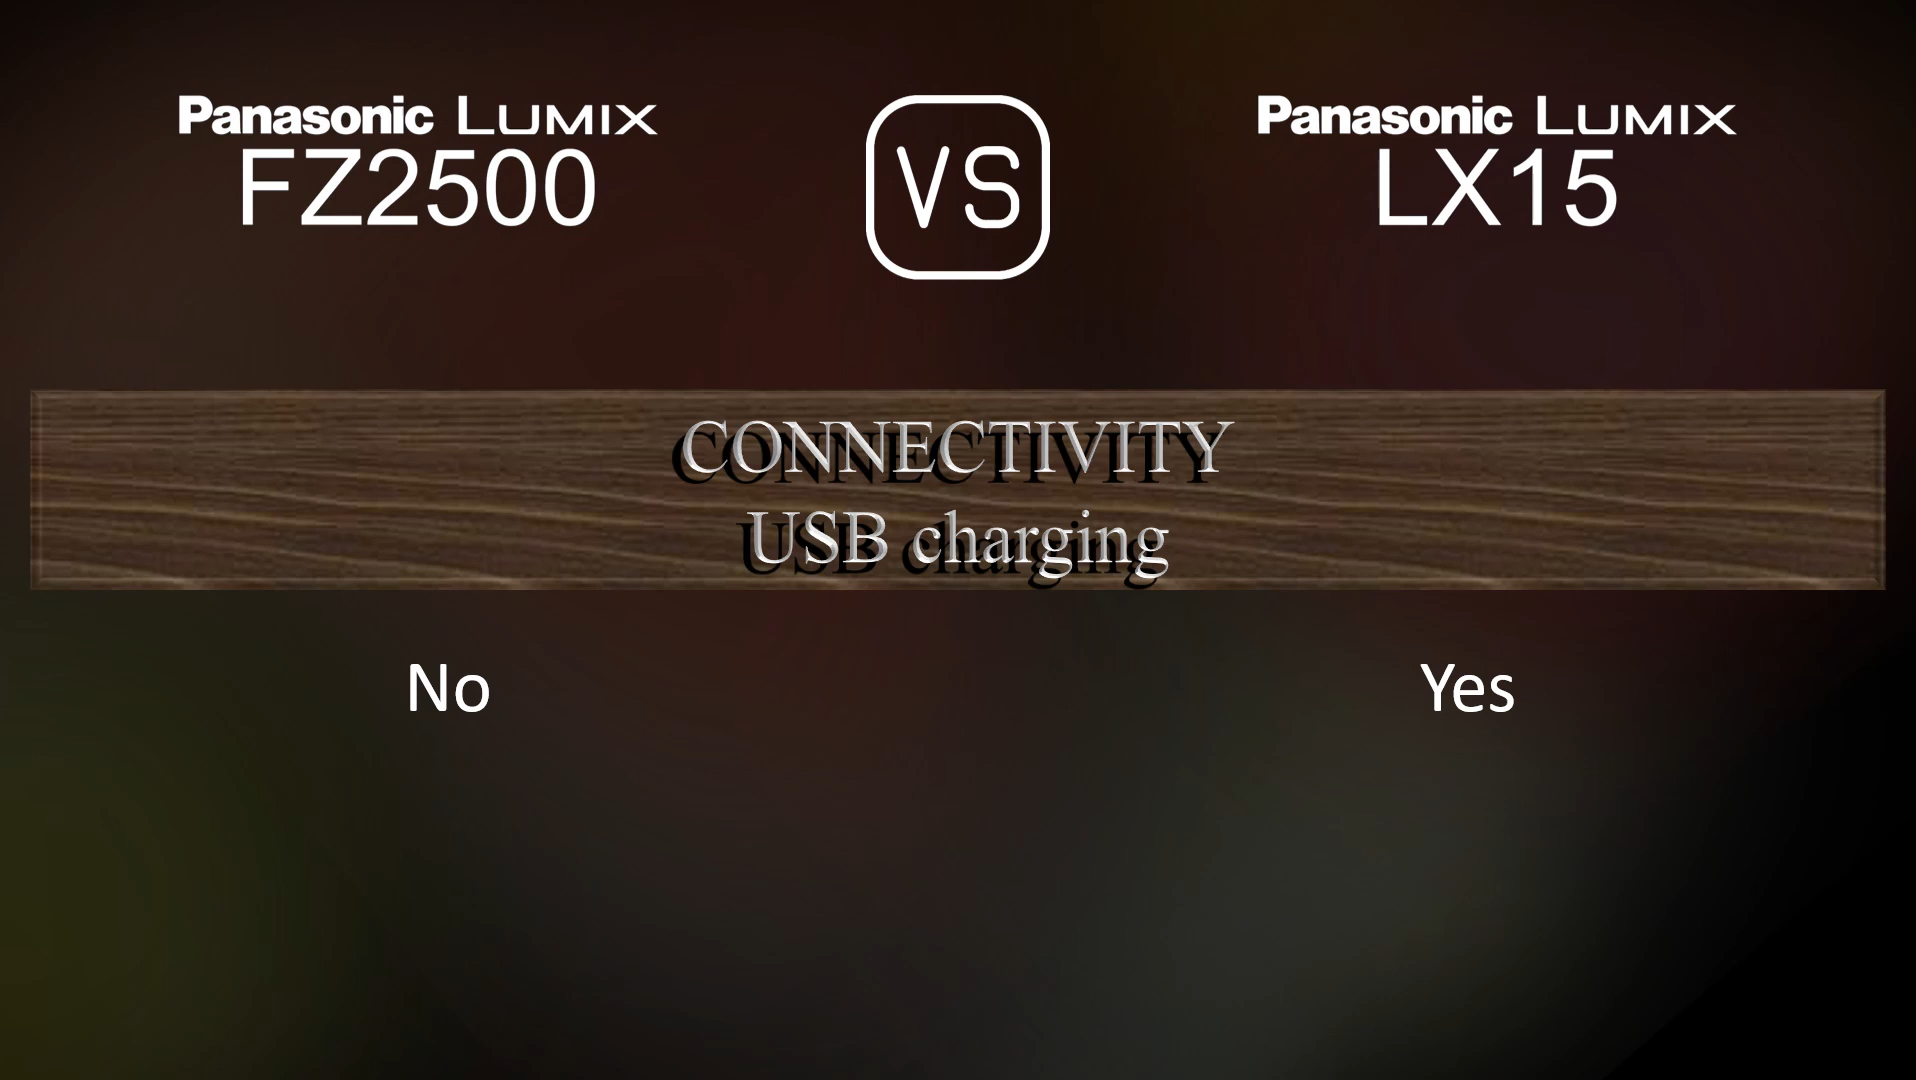 Panasonic LUMIX
FZ2500
VS
Panasonic LUMIX
LX15
CONNECTIVITY
USB charging
No
Yes